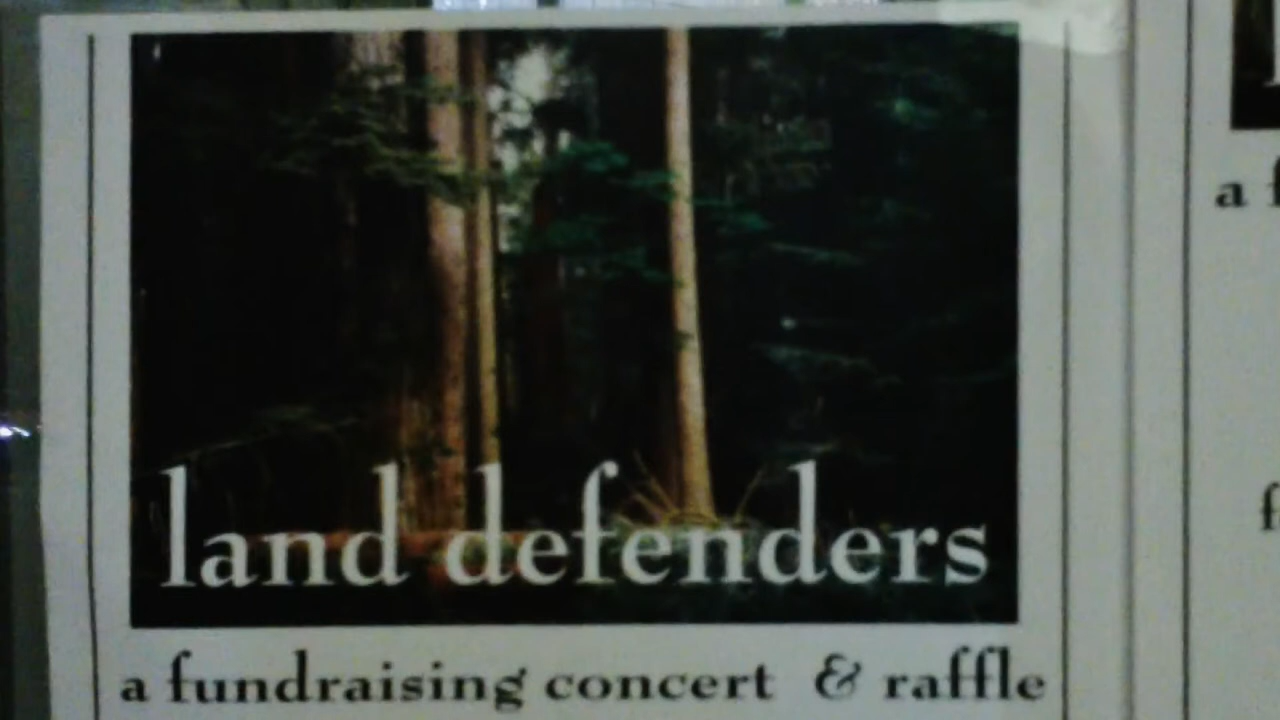 land defenders
a fundraising concert & raffle
a